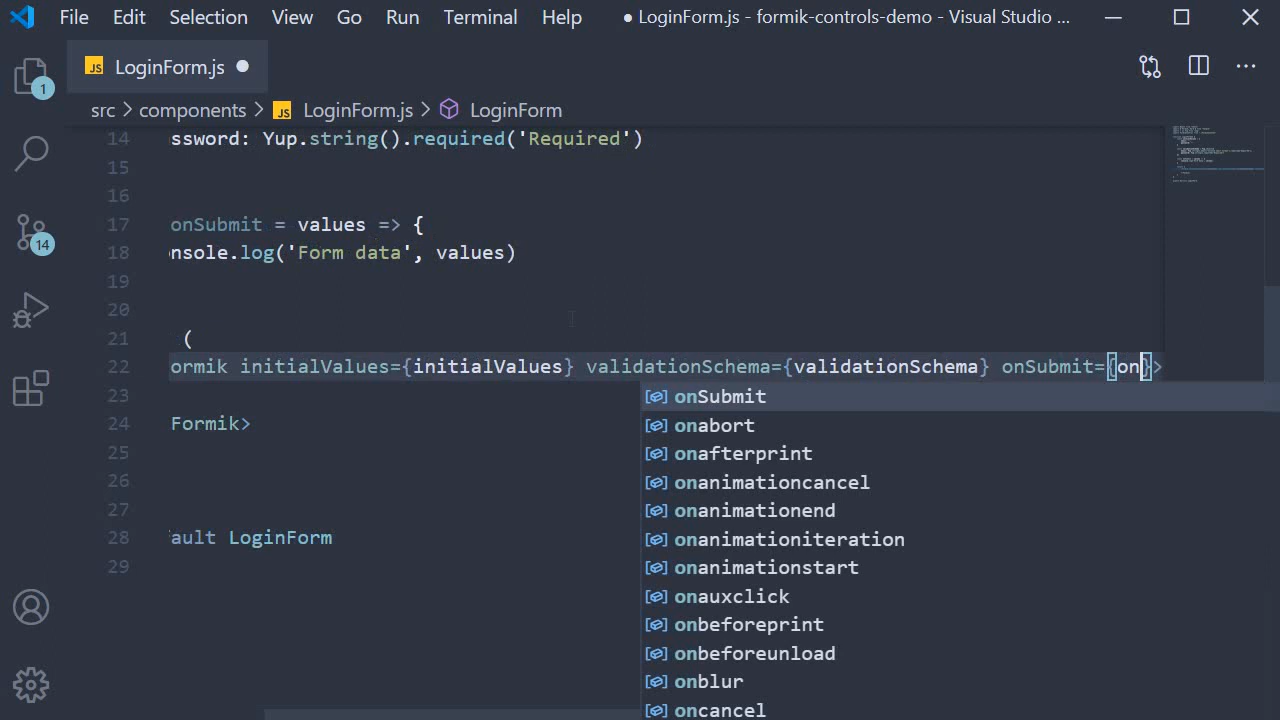 File Edit Selection View Go Run Terminal Help ● LoginForm.js - formik-controls-demo - Visual Studio ...
JS LoginForm.js ●
src > components > JS LoginForm.js > LoginForm
1
14
14 ssword: Yup.string().required('Required')
15
16
17 onSubmit = values => {
18 nsole.log('Form data', values)
19
20
21 (
22 ormik initialValues={initialValues} validationSchema={validationSchema} onSubmit={on}>
23
24 Formik>
25
26
27
28 ault LoginForm
29
onSubmit
onabort
onafterprint
onanimationcancel
onanimationend
onanimationiteration
onanimationstart
onauxclick
onbeforeprint
onbeforeunload
onblur
oncancel